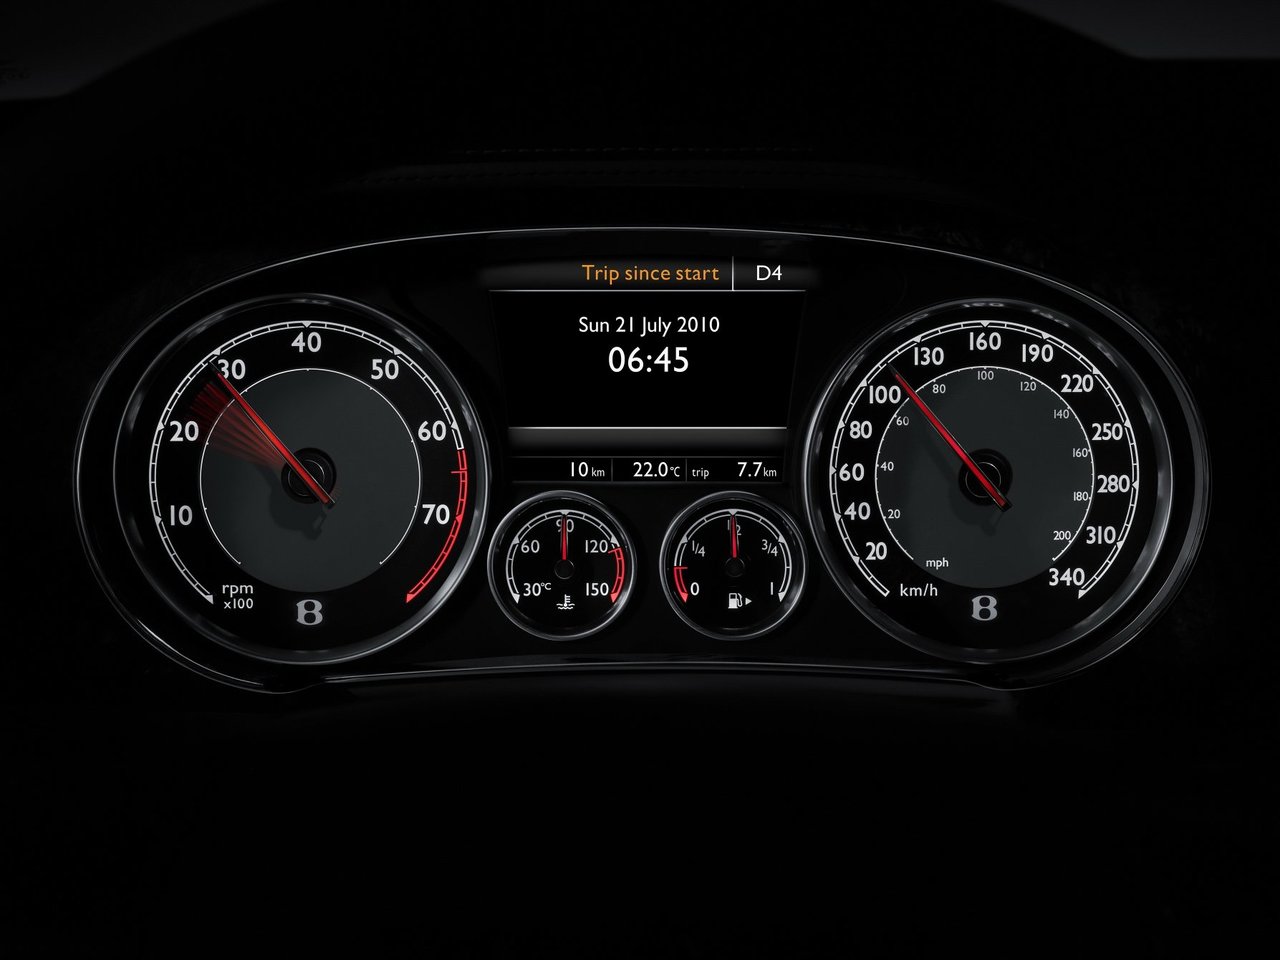 Trip since start D4
Sun 21 July 2010
06:45
10 km 22.0°C trip 7.7 km
10 20 30 40 50 60 70
rpm
x100
B
30°C 60 90 120 150
0 1/4 1/2 3/4 1
20 40 60 80 100 130 160 190 220 250 280 310 340
km/h
20 40 60 80 100 120 140 160 180 200
mph
B